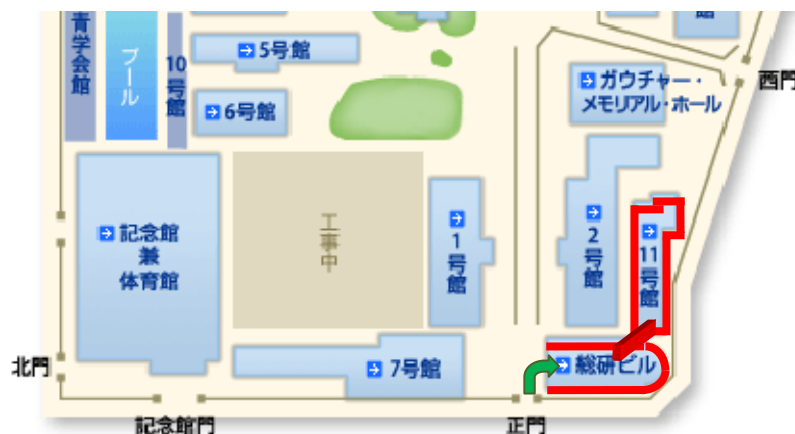 青学会館
プール
10号館
5号館
6号館
館
ガウチャー・
メモリアル・ホール
西門
記念館
兼
体育館
工事中
1号館
2号館
11号館
北門
7号館
総研ビル
記念館門
正門